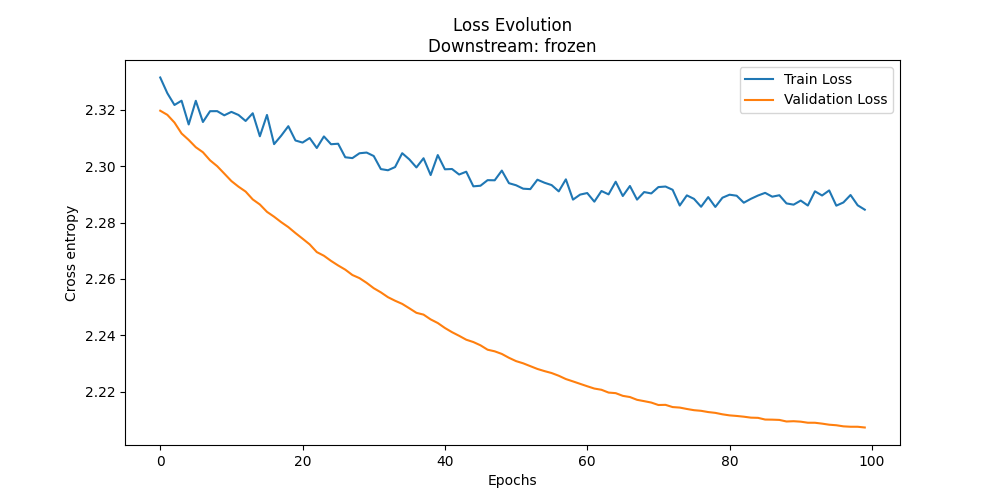 Loss Evolution
Downstream: frozen
Train Loss
Validation Loss
2.32
2.30
2.28
2.26
2.24
2.22
Cross entropy
0
20
40
60
80
100
Epochs